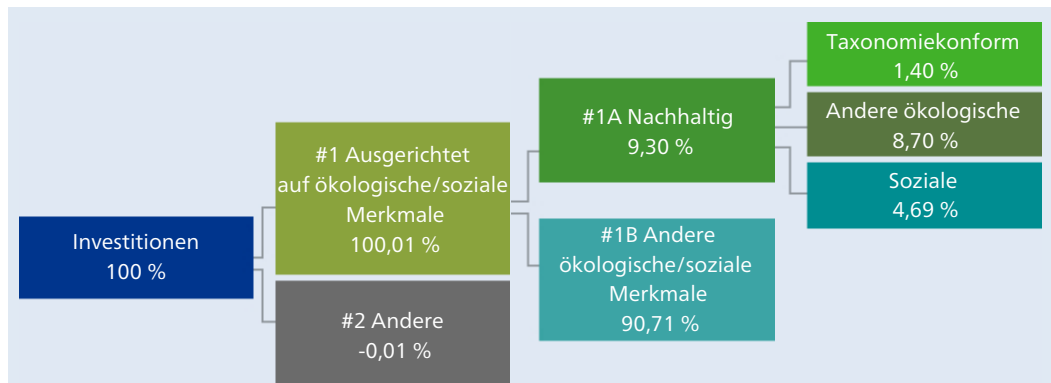 Investitionen
100 %
#1 Ausgerichtet
auf ökologische/soziale
Merkmale
100,01 %
#2 Andere
-0,01 %
#1A Nachhaltig
9,30 %
#1B Andere
ökologische/soziale
Merkmale
90,71 %
Taxonomiekonform
1,40 %
Andere ökologische
8,70 %
Soziale
4,69 %